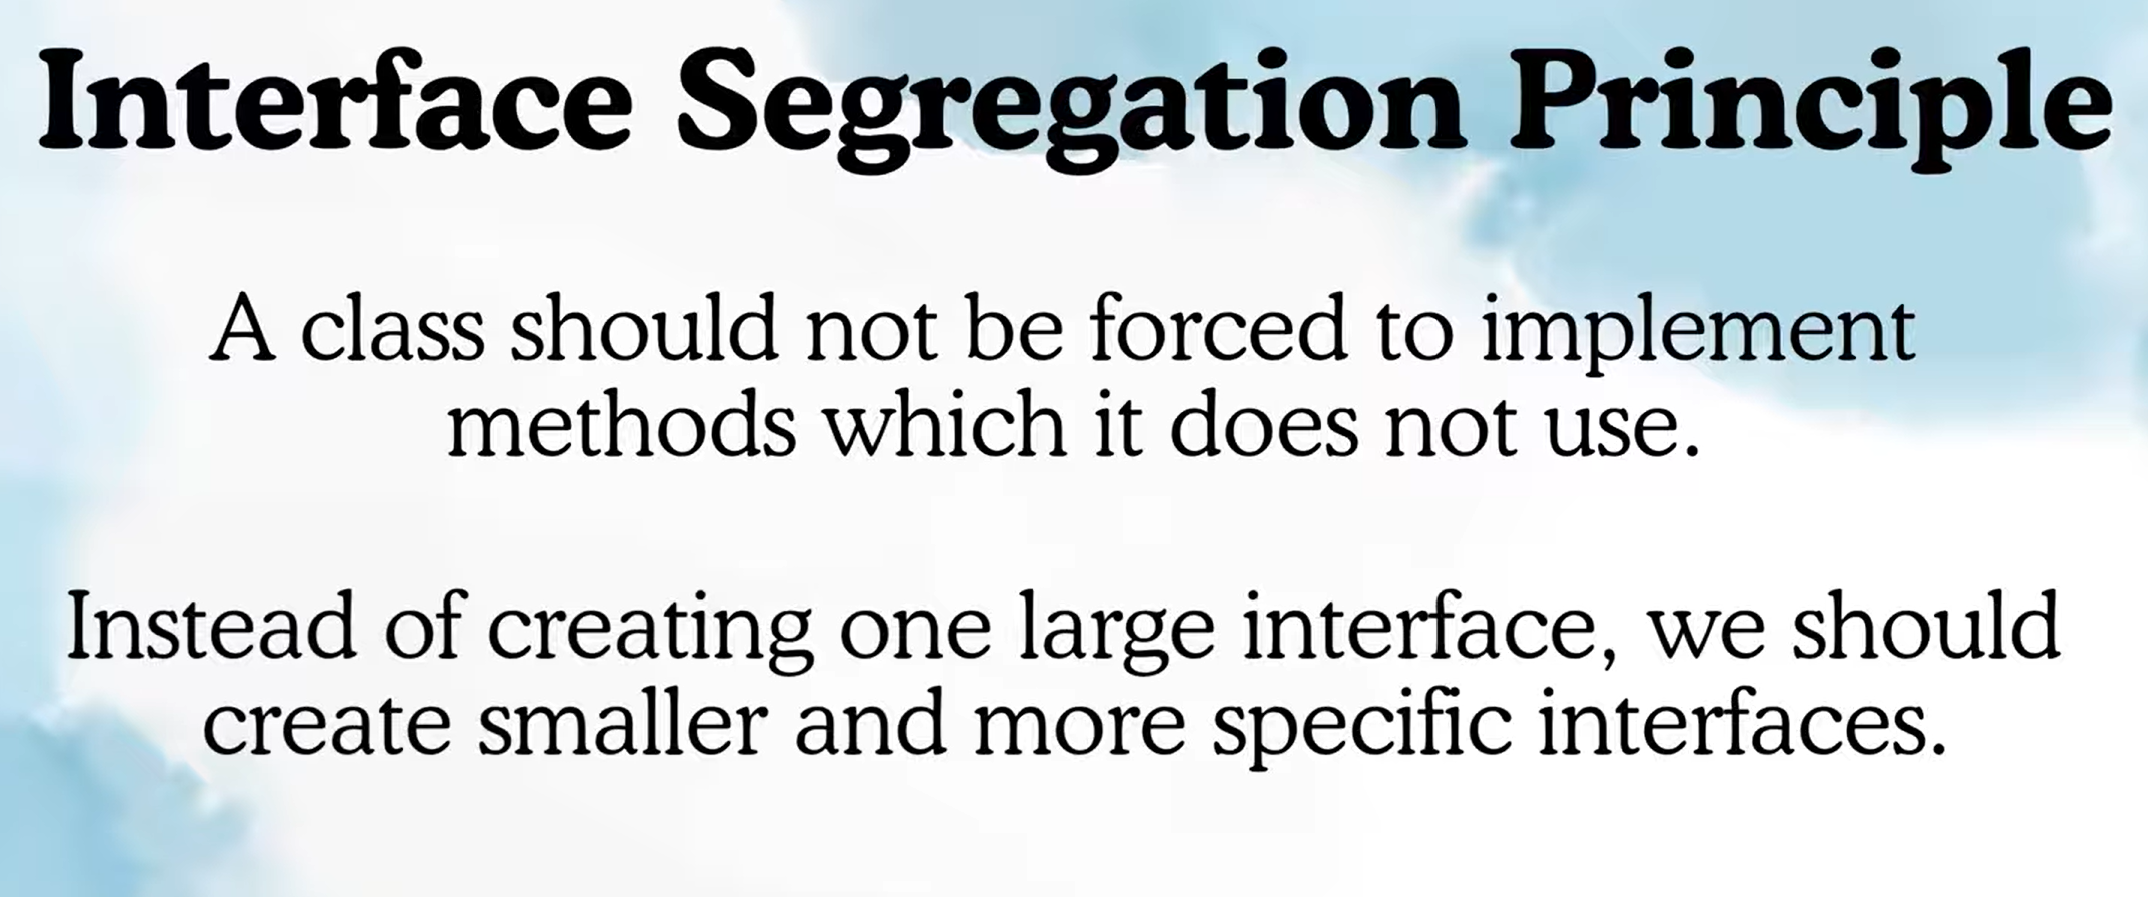 Interface Segregation Principle
A class should not be forced to implement
methods which it does not use.
Instead of creating one large interface, we should
create smaller and more specific interfaces.